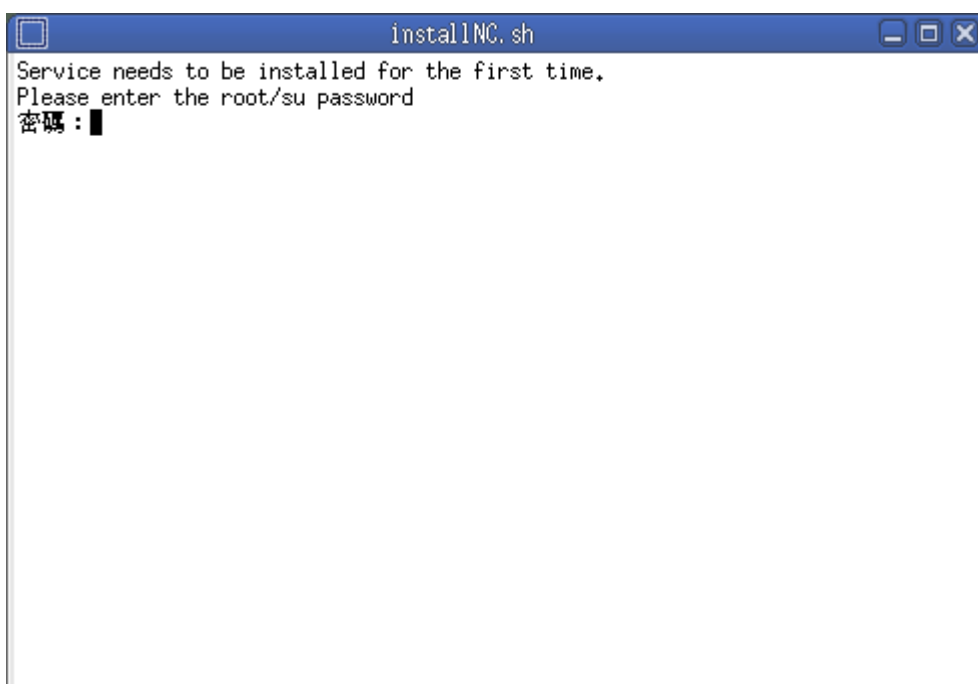 installNC.sh
Service needs to be installed for the first time.
Please enter the root/su password
密碼：